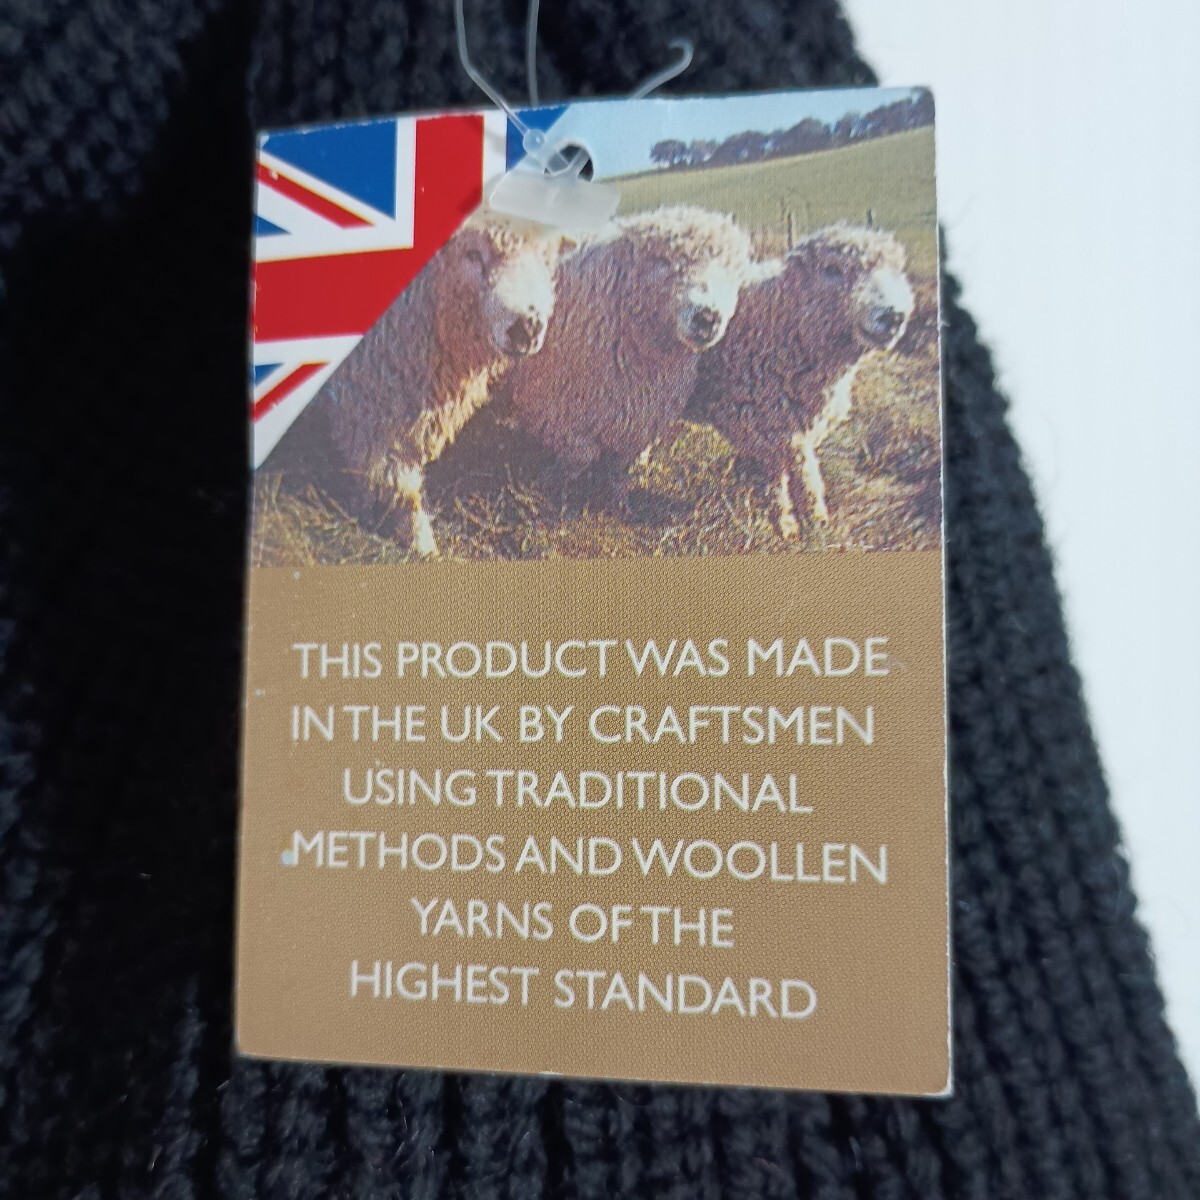 THIS PRODUCT WAS MADE
IN THE UK BY CRAFTSMEN
USING TRADITIONAL
METHODS AND WOOLLEN
YARNS OF THE
HIGHEST STANDARD